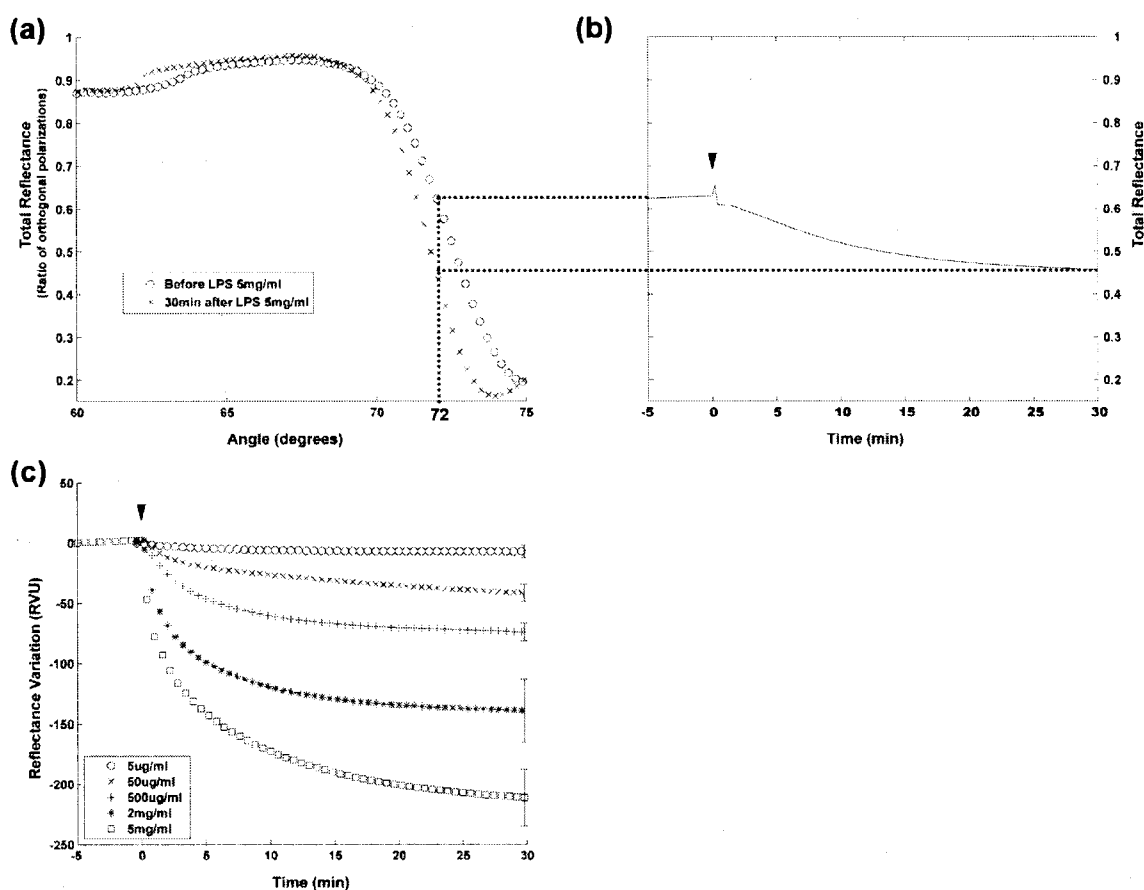 (a)
1
0.9
0.8
0.7
0.6
0.5
0.4
0.3
0.2
Total Reflectance
(Ratio of orthogonal polarizations)
Before LPS 5mg/ml
30min after LPS 5mg/ml
60
65
70
72
75
Angle (degrees)
(b)
1
0.9
0.8
0.7
0.6
0.5
0.4
0.3
0.2
Total Reflectance
-5
0
5
10
15
20
25
30
Time (min)
(c)
50
0
-50
-100
-150
-200
-250
Reflectance Variation (RVU)
5ug/ml
50ug/ml
500ug/ml
2mg/ml
5mg/ml
-5
0
5
10
15
20
25
30
Time (min)